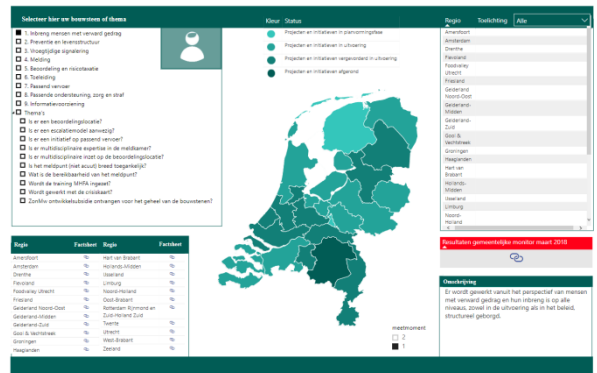 Selecteer hier uw bouwsteen of thema
1. Inbreng mensen met verward gedrag
2. Preventie en levensstructuur
3. Vroegtijdige signalering
4. Melding
5. Beoordeling en risicotaxatie
6. Toeleiding
7. Passend vervoer
8. Passende ondersteuning, zorg en straf
9. Informatievoorziening
Thema's
Is er een beoordelingslocatie?
Is er een escalatiemodel aanwezig?
Is er een initiatief op passend vervoer?
Is er multidisciplinaire expertise in de meldkamer?
Is er multidisciplinaire inzet op de beoordelingslocatie?
Is het meldpunt (niet acuut) breed toegankelijk?
Wat is de bereikbaarheid van het meldpunt?
Wordt de training MHFA ingezet?
Wordt gewerkt met de crisiskaart?
ZonMw ontwikkelsubsidie ontvangen voor het geheel van de bouwstenen?
Kleur Status
Projecten en initiatieven in planvormingsfase
Projecten en initiatieven in uitvoering
Projecten en initiatieven vergevorderd in uitvoering
Projecten en initiatieven afgerond
Regio Toelichting Alle
Amersfoort
Amsterdam
Drenthe
Flevoland
Foodvalley
Utrecht
Friesland
Gelderland
Noord-Oost
Gelderland-
Midden
Gelderland-
Zuid
Gooi &
Vechtstreek
Groningen
Haaglanden
Hart van
Brabant
Hollands-
Midden
IJsselland
Limburg
Noord-
Holland
Regio Factsheet Regio Factsheet
Amersfoort Hart van Brabant
Amsterdam Hollands-Midden
Drenthe IJsselland
Flevoland Limburg
Foodvalley Utrecht Noord-Holland
Friesland Oost-Brabant
Gelderland Noord-Oost Rotterdam Rijnmond en
Gelderland-Midden Zuid-Holland Zuid
Gelderland-Zuid Twente
Gooi & Vechtstreek Utrecht
Groningen West-Brabant
Haaglanden Zeeland
meetmoment
2
1
Resultaten gemeentelijke monitor maart 2018
Omschrijving
Er wordt gewerkt vanuit het perspectief van mensen
met verward gedrag en hun inbreng is op alle
niveaus, zowel in de uitvoering als in het beleid,
structureel geborgd.